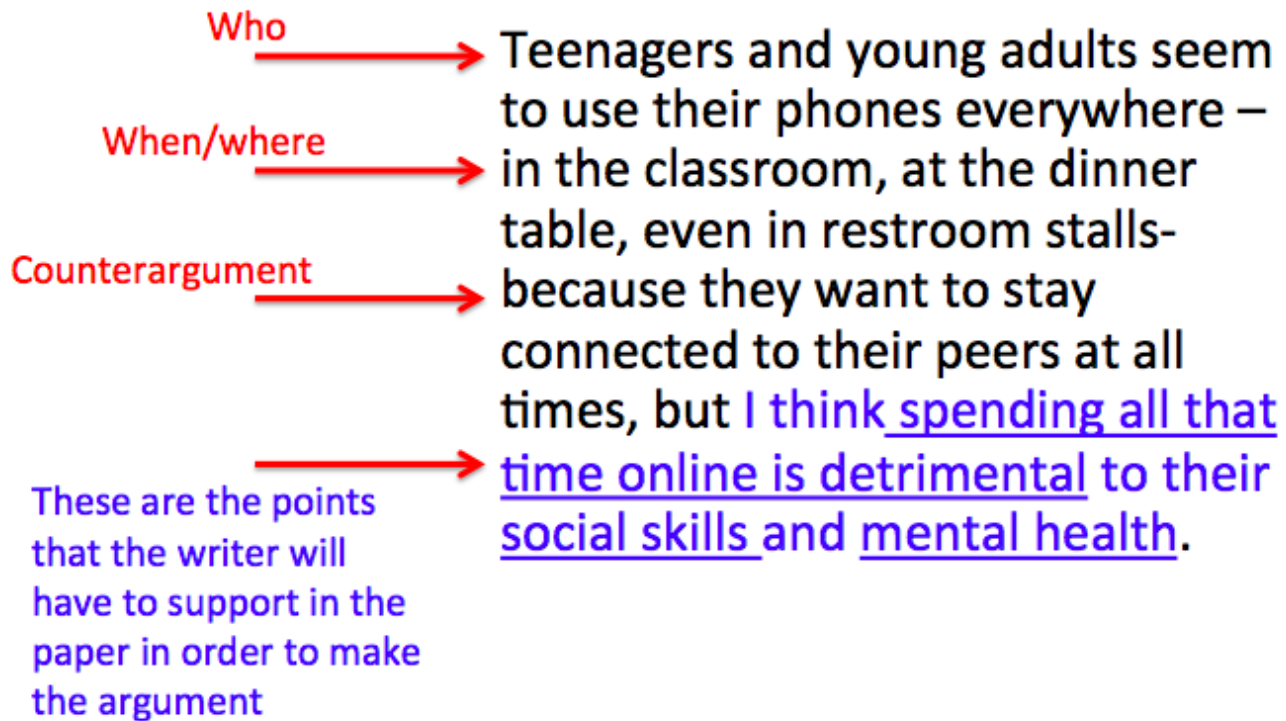 Who
Teenagers and young adults seem
to use their phones everywhere –
When/where
in the classroom, at the dinner
table, even in restroom stalls-
Counterargument
because they want to stay
connected to their peers at all
times, but I think spending all that
time online is detrimental to their
social skills and mental health.
These are the points
that the writer will
have to support in the
paper in order to make
the argument